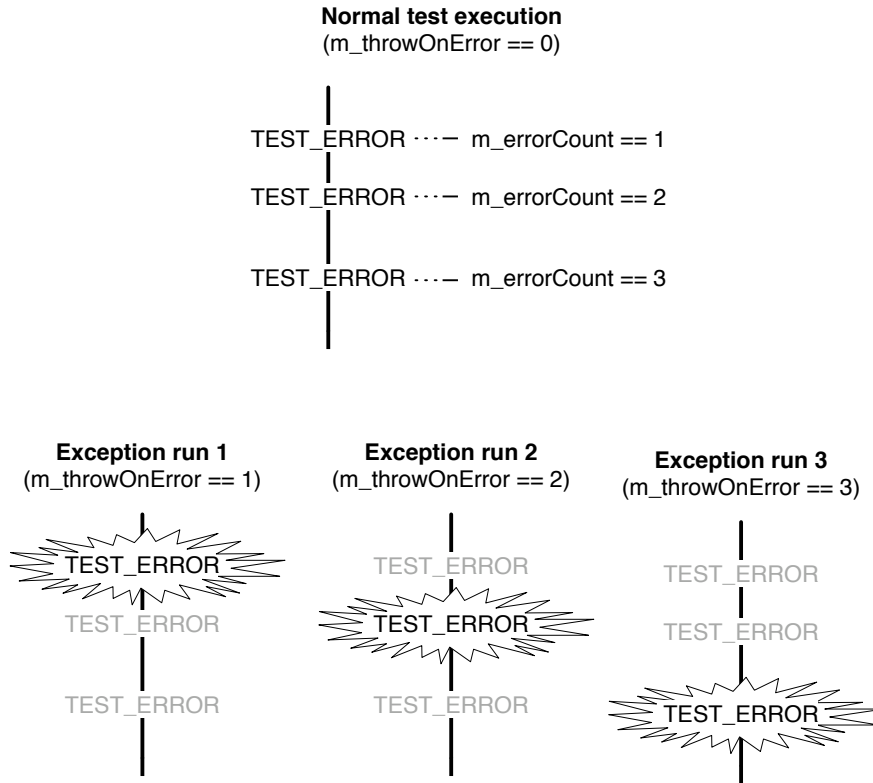 Normal test execution
(m_throwOnError == 0)
TEST_ERROR m_errorCount == 1
TEST_ERROR m_errorCount == 2
TEST_ERROR m_errorCount == 3
Exception run 1
(m_throwOnError == 1)
TEST_ERROR
TEST_ERROR
TEST_ERROR
Exception run 2
(m_throwOnError == 2)
TEST_ERROR
TEST_ERROR
TEST_ERROR
Exception run 3
(m_throwOnError == 3)
TEST_ERROR
TEST_ERROR
TEST_ERROR